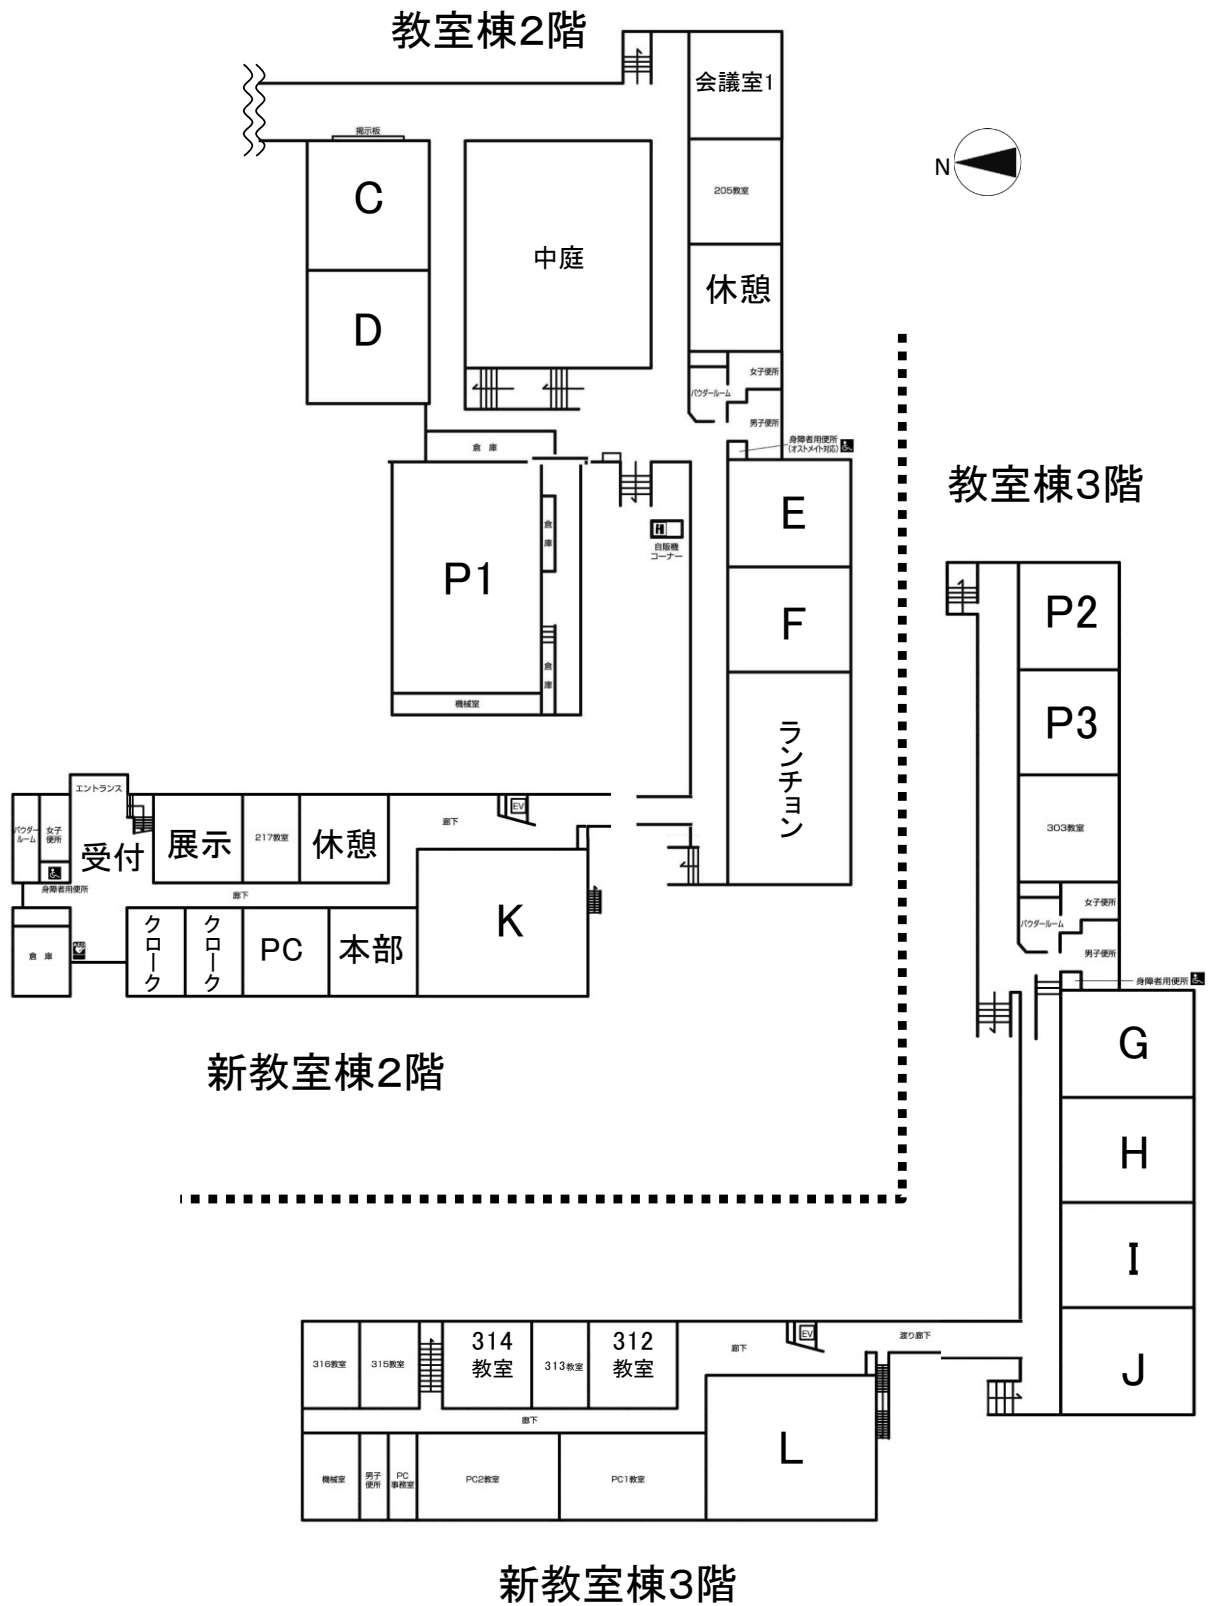 教室棟2階
会議室1
掲示板
N
C
205教室
中庭
休憩
D
女子便所
パウダールーム
男子便所
身障者用便所
(オストメイト対応)
倉 庫
教室棟3階
E
倉
庫
自販機
コーナー
P1
F
P2
倉
庫
機械室
P3
ランチョン
エントランス
EV
パウダー
ルーム
女子
便所
受付
展示
217教室
休憩
廊下
303教室
身障者用便所
廊下
女子便所
パウダールーム
クローク
クローク
PC
本部
K
AED
倉 庫
男子便所
身障者用便所
新教室棟2階
G
H
I
316教室
315教室
314
教室
313教室
312
教室
廊下
EV
渡り廊下
J
廊下
L
機械室
男子
便所
PC
事務室
PC2教室
PC1教室
新教室棟3階